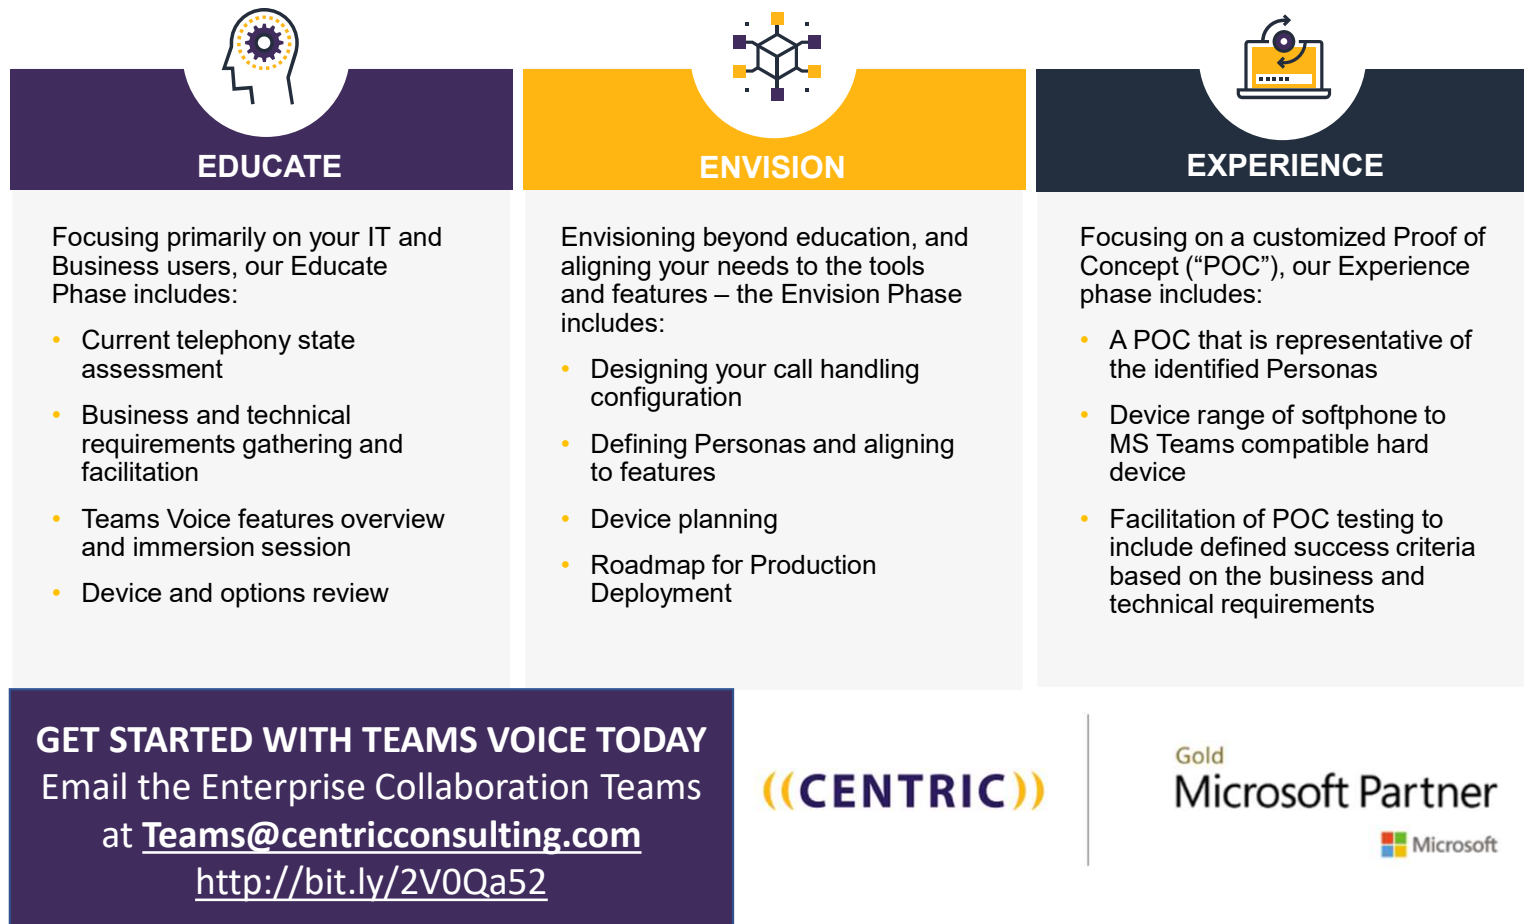 EDUCATE
Focusing primarily on your IT and
Business users, our Educate
Phase includes:
• Current telephony state
assessment
• Business and technical
requirements gathering and
facilitation
• Teams Voice features overview
and immersion session
• Device and options review
ENVISION
Envisioning beyond education, and
aligning your needs to the tools
and features – the Envision Phase
includes:
• Designing your call handling
configuration
• Defining Personas and aligning
to features
• Device planning
• Roadmap for Production
Deployment
EXPERIENCE
Focusing on a customized Proof of
Concept (“POC”), our Experience
phase includes:
• A POC that is representative of
the identified Personas
• Device range of softphone to
MS Teams compatible hard
device
• Facilitation of POC testing to
include defined success criteria
based on the business and
technical requirements
GET STARTED WITH TEAMS VOICE TODAY
Email the Enterprise Collaboration Teams
at Teams@centricconsulting.com
http://bit.ly/2V0Qa52
((CENTRIC))
Gold
Microsoft Partner
Microsoft